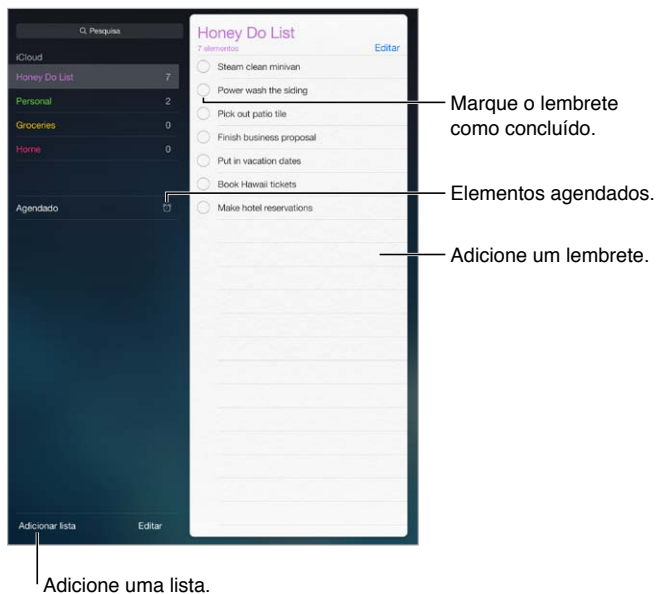 Pesquisa
iCloud
Honey Do List 7
Personal 2
Groceries 0
Home 0
Agendado
Adicionar lista Editar
Honey Do List
7 elementos Editar
Steam clean minivan
Power wash the siding
Pick out patio tile
Finish business proposal
Put in vacation dates
Book Hawaii tickets
Make hotel reservations
Marque o lembrete
como concluído.
Elementos agendados.
Adicione um lembrete.
Adicione uma lista.